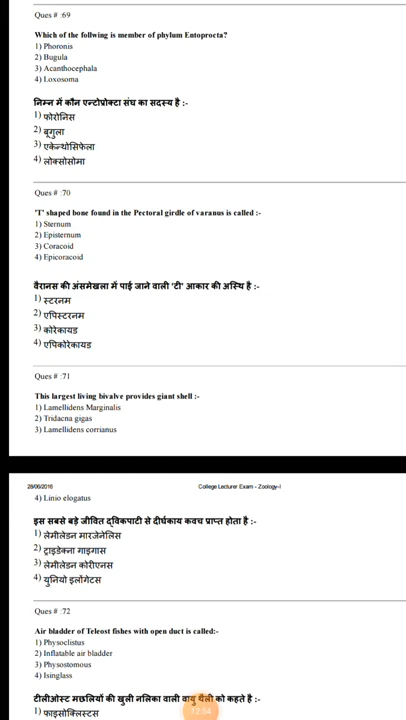 Ques # :69
Which of the follwing is member of phylum Entoprocta?
1) Phoronis
2) Bugula
3) Acanthocephala
4) Loxosoma
निम्न में कौन एन्टोप्रोक्टा संघ का सदस्य है :-
1) फोरोनिस
2) बूगुला
3) एकेन्थोसिफेला
4) लोक्सोसोमा
Ques # :70
'T' shaped bone found in the Pectoral girdle of varanus is called :-
1) Sternum
2) Episternum
3) Coracoid
4) Epicoracoid
वैरानस की अंसमेखला में पाई जाने वाली 'टी' आकार की अस्थि है :-
1) स्टरनम
2) एपिस्टरनम
3) कोरेकायड
4) एपिकोरेकायड
Ques # :71
This largest living bivalve provides giant shell :-
1) Lamellidens Marginalis
2) Tridacna gigas
3) Lamellidens corrianus
28/06/2016
College Lecturer Exam - Zoology-I
4) Linio elogatus
इस सबसे बड़े जीवित द्विकपाटी से दीर्घकाय कवच प्राप्त होता है :-
1) लेमीलेडन मारजेनेलिस
2) ट्राइडेक्ना गाइगास
3) लेमीलेडन कोरीएनस
4) यूनियो इलोंगेटस
Ques # :72
Air bladder of Teleost fishes with open duct is called:-
1) Physoclistus
2) Inflatable air bladder
3) Physostomous
4) Isinglass
टीलीओस्ट मछलियों की खुली नलिका वाली वायु थैली को कहते है :-
1) फाइसोक्लिस्टस
12:54